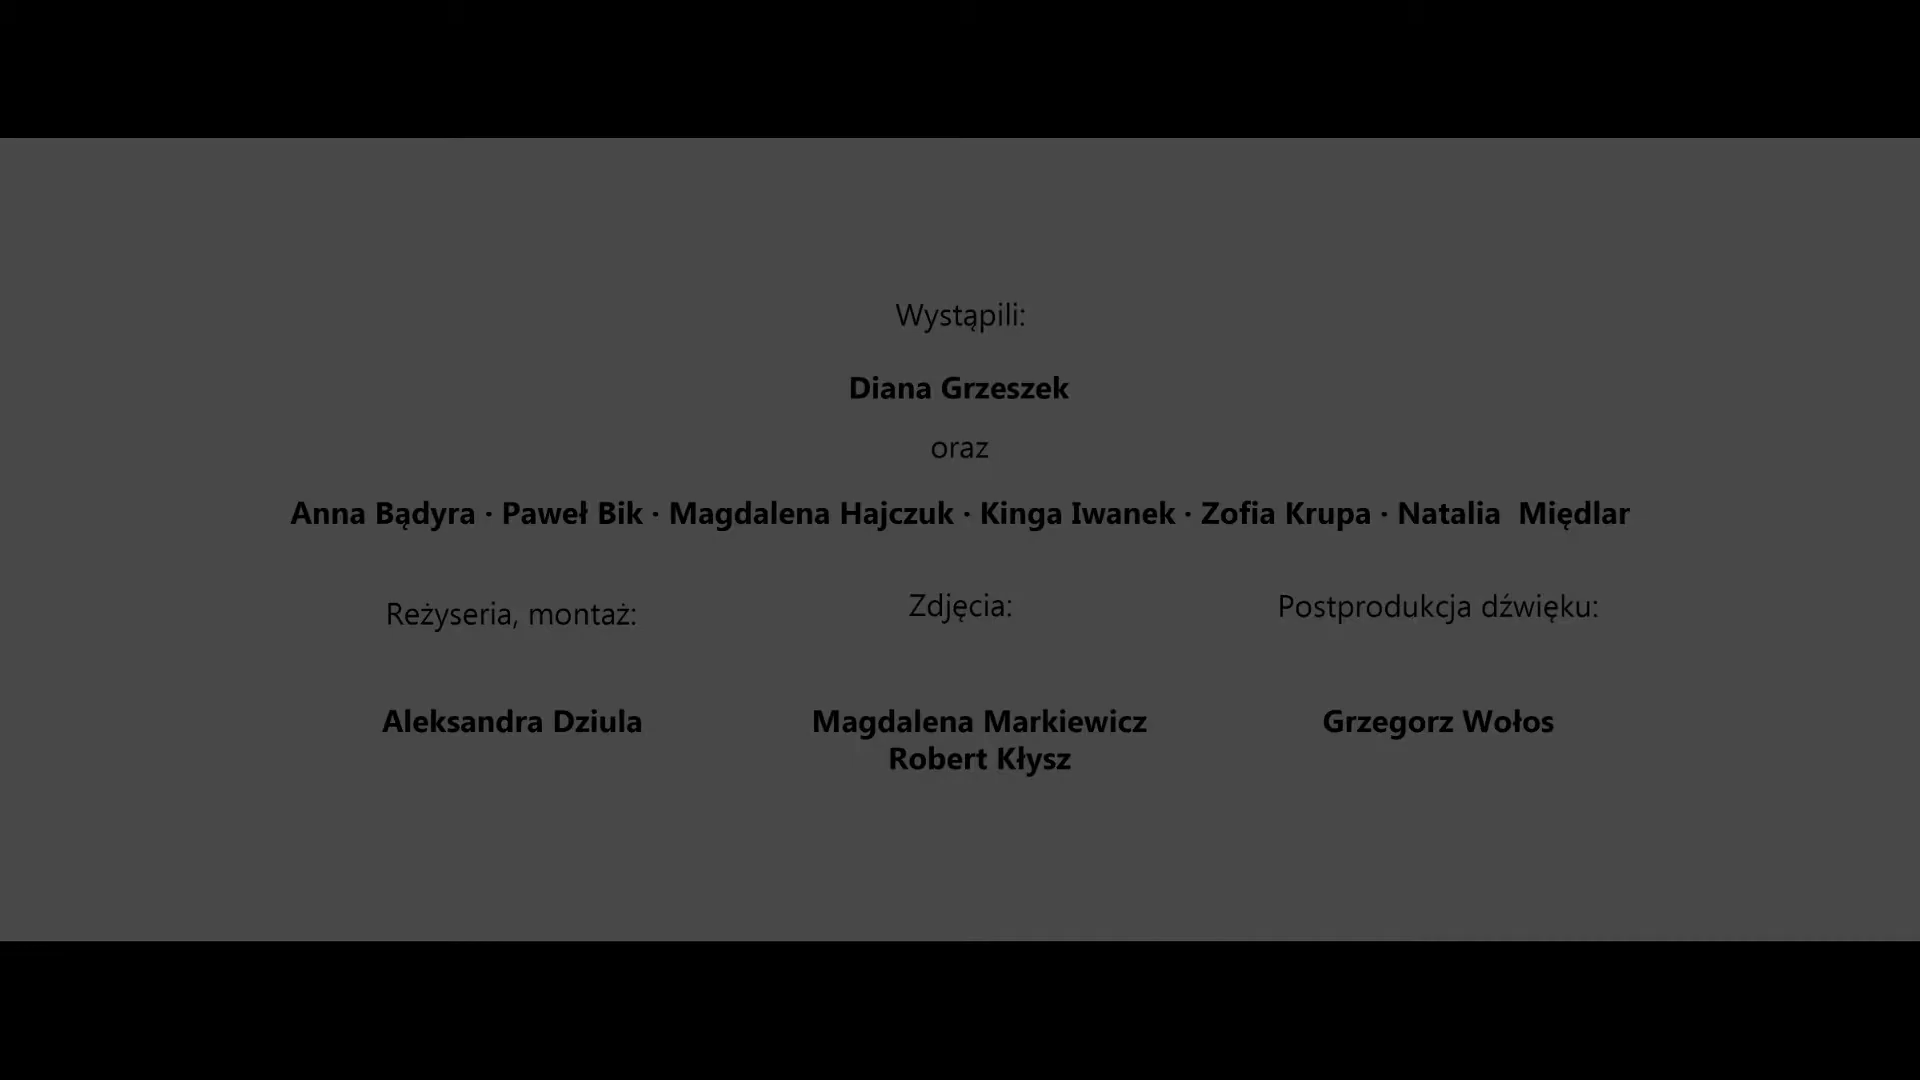 Wystąpili:
Diana Grzeszek
oraz
Anna Bądyra · Paweł Bik · Magdalena Hajczuk · Kinga Iwanek · Zofia Krupa · Natalia  Międlar
Reżyseria, montaż:
Aleksandra Dziula
Zdjęcia:
Magdalena Markiewicz
Robert Kłysz
Postprodukcja dźwięku:
Grzegorz Wołos